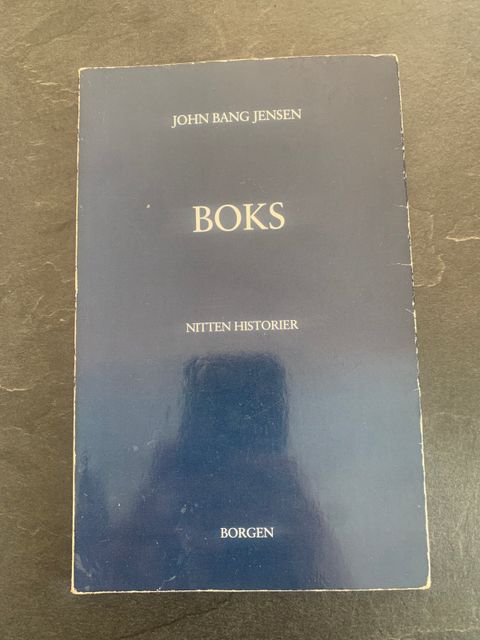 JOHN BANG JENSEN
BOKS
NITTEN HISTORIER
BORGEN